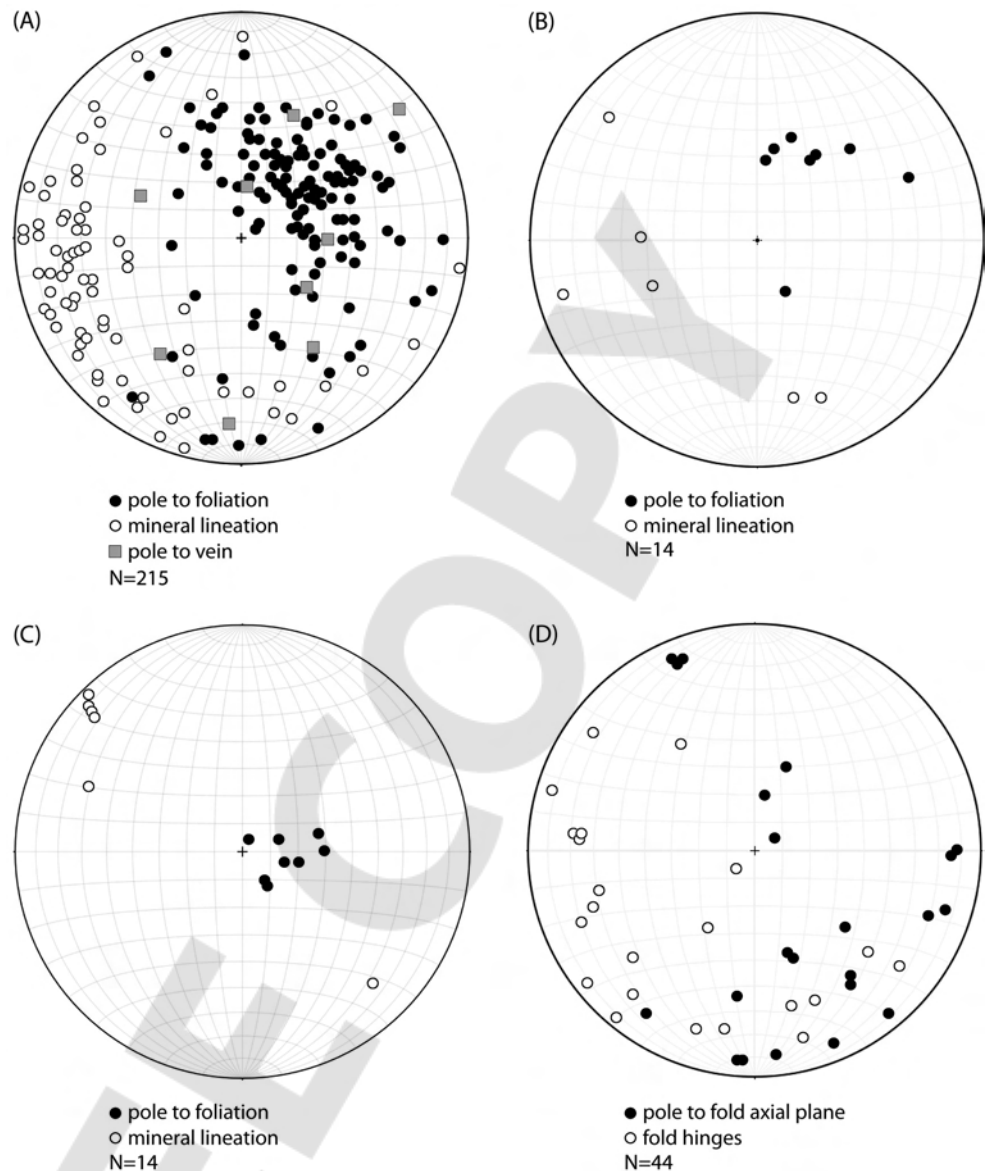 (A)
(B)
● pole to foliation
○ mineral lineation
■ pole to vein
N=215
● pole to foliation
○ mineral lineation
N=14
(C)
(D)
● pole to foliation
○ mineral lineation
N=14
● pole to fold axial plane
○ fold hinges
N=44
EE COPY